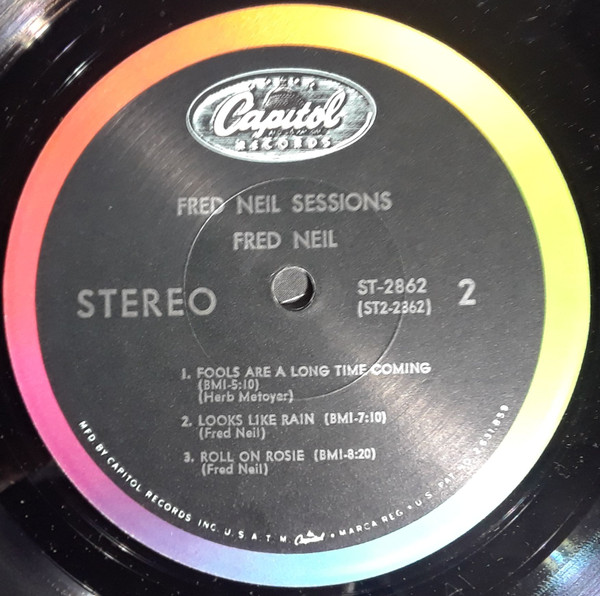 Capitol
RECORDS
FRED NEIL SESSIONS
FRED NEIL
STEREO
ST-2862
(ST2-2862)
2
1. FOOLS ARE A LONG TIME COMING
(BMI-5:10)
(Herb Metoyer)
2. LOOKS LIKE RAIN (BMI-7:10)
(Fred Neil)
3. ROLL ON ROSIE (BMI-8:20)
(Fred Neil)
MFD BY CAPITOL RECORDS INC. U.S.A. T.M. Capitol • MARCA REG. • U.S. PAT.